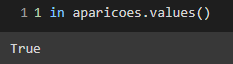 1 1 in aparicoes.values()
True